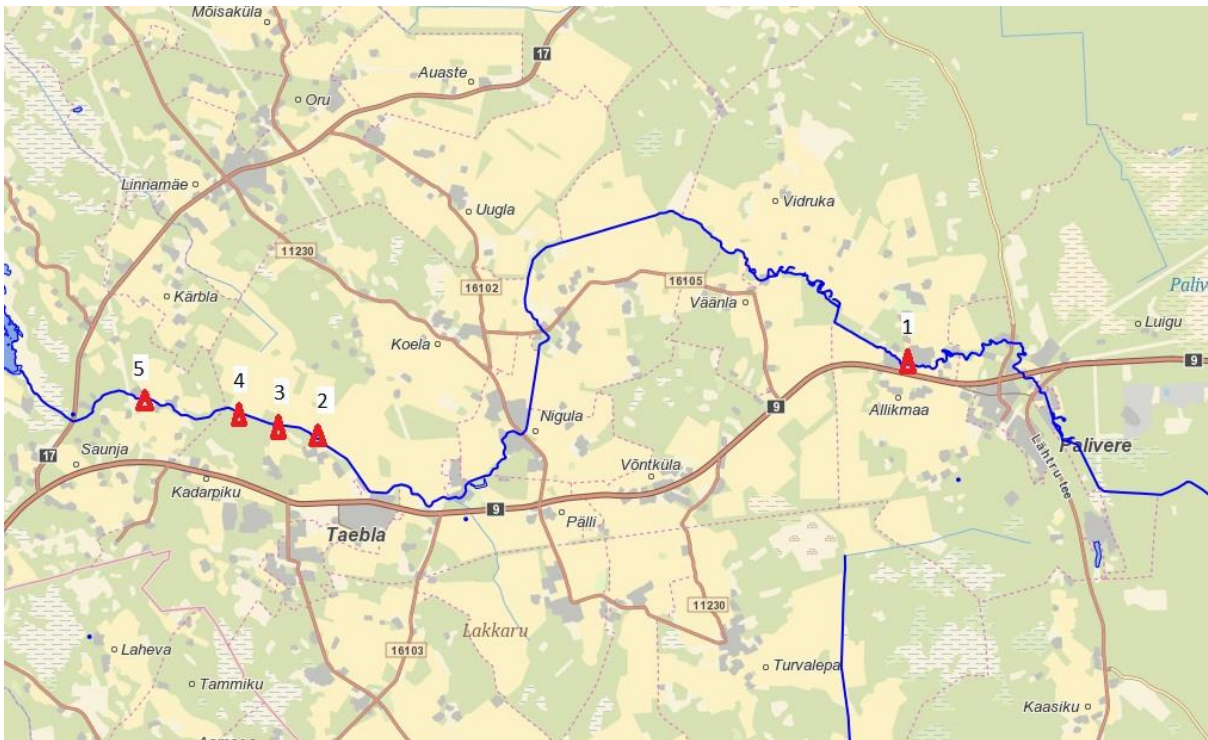 Mõisaküla
17
Auaste
Oru
Linnamäe
Uugla
Vidruka
11230
16102
16105
Paliv
Kärbla
Väänla
Luigu
Koela
1
9
5
4
3
2
9
Allikmaa
Nigula
Palivere
Saunja
17
Võntküla
Lähtru tee
Kadarpiku
9
Pälli
Taebla
11230
Lakkaru
Laheva
16103
Turvalepa
Tammiku
Kaasiku